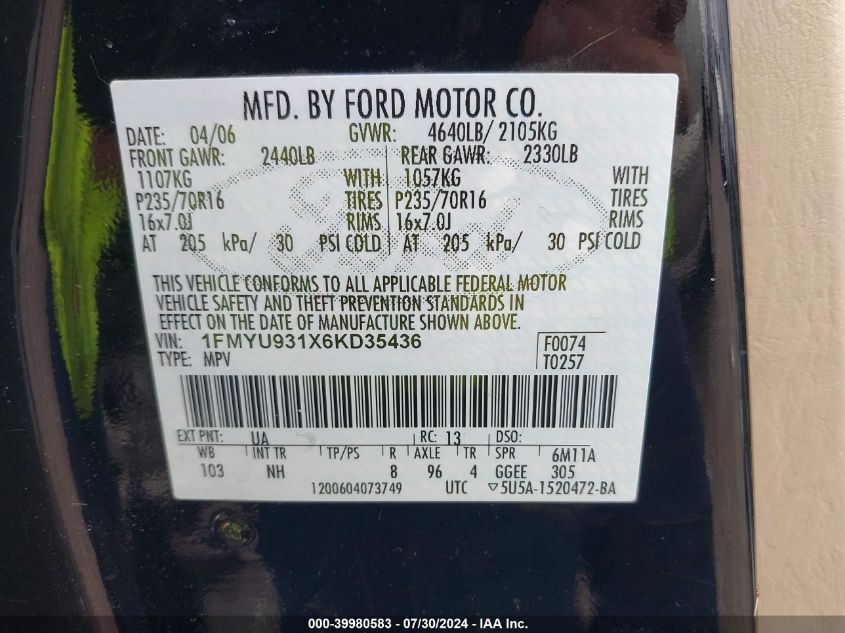 MFD. BY FORD MOTOR CO.
DATE: 04/06 GVWR: 4640LB/ 2105KG
FRONT GAWR: 2440LB REAR GAWR: 2330LB
1107KG WITH 1057KG WITH
P235/70R16 TIRES P235/70R16 TIRES
16x7.0J RIMS 16x7.0J RIMS
AT 205 kPa/ 30 PSI COLD AT 205 kPa/ 30 PSI COLD
THIS VEHICLE CONFORMS TO ALL APPLICABLE FEDERAL MOTOR
VEHICLE SAFETY AND THEFT PREVENTION STANDARDS IN
EFFECT ON THE DATE OF MANUFACTURE SHOWN ABOVE.
VIN: 1FMYU931X6KD35436 F0074
TYPE: MPV T0257
EXT PNT: UA RC: 13 DSO:
WB INT TR TP/PS R AXLE TR SPR 6M11A
103 NH 8 96 4 GGEE 305
1200604073749 UTC ▽5U5A-1520472-BA
000-39980583 / 07/30/2024 - IAA Inc.